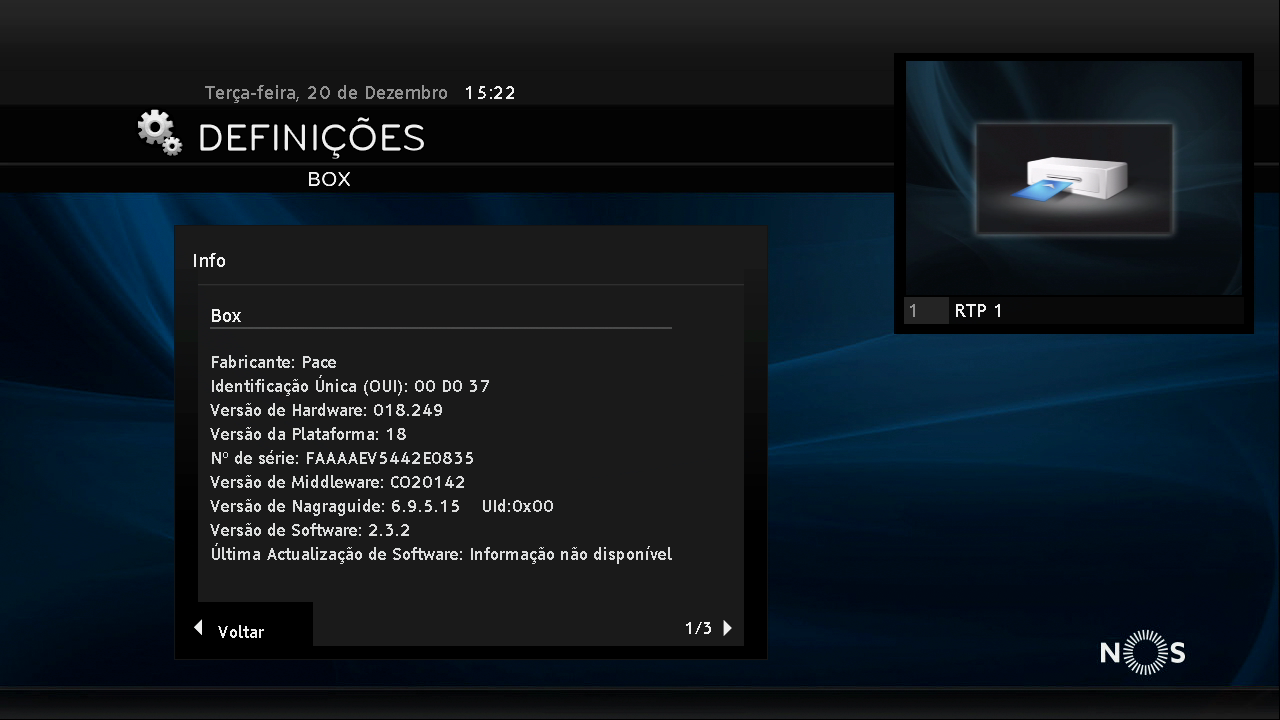 Terça-feira, 20 de Dezembro 15:22
DEFINIÇÕES
BOX
1 RTP 1
Info
Box
Fabricante: Pace
Identificação Única (OUI): 00 D0 37
Versão de Hardware: 018.249
Versão da Plataforma: 18
Nº de série: FAAAAEV5442E0835
Versão de Middleware: CO20142
Versão de Nagraguide: 6.9.5.15 UId:0x00
Versão de Software: 2.3.2
Última Actualização de Software: Informação não disponível
Voltar
1/3
NOS